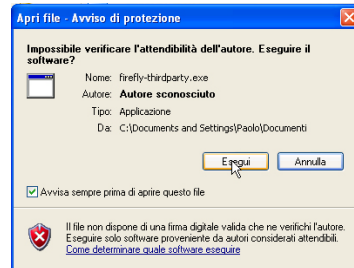 Apri file - Avviso di protezione
Impossibile verificare l'attendibilità dell'autore. Eseguire il
software?
Nome: firefly-thirdparty.exe
Autore: Autore sconosciuto
Tipo: Applicazione
Da: C:\Documents and Settings\Paolo\Documenti
Esegui Annulla
Avvisa sempre prima di aprire questo file
Il file non dispone di una firma digitale valida che ne verifichi l'autore.
Eseguire solo software proveniente da autori considerati attendibili.
Come determinare quale software eseguire